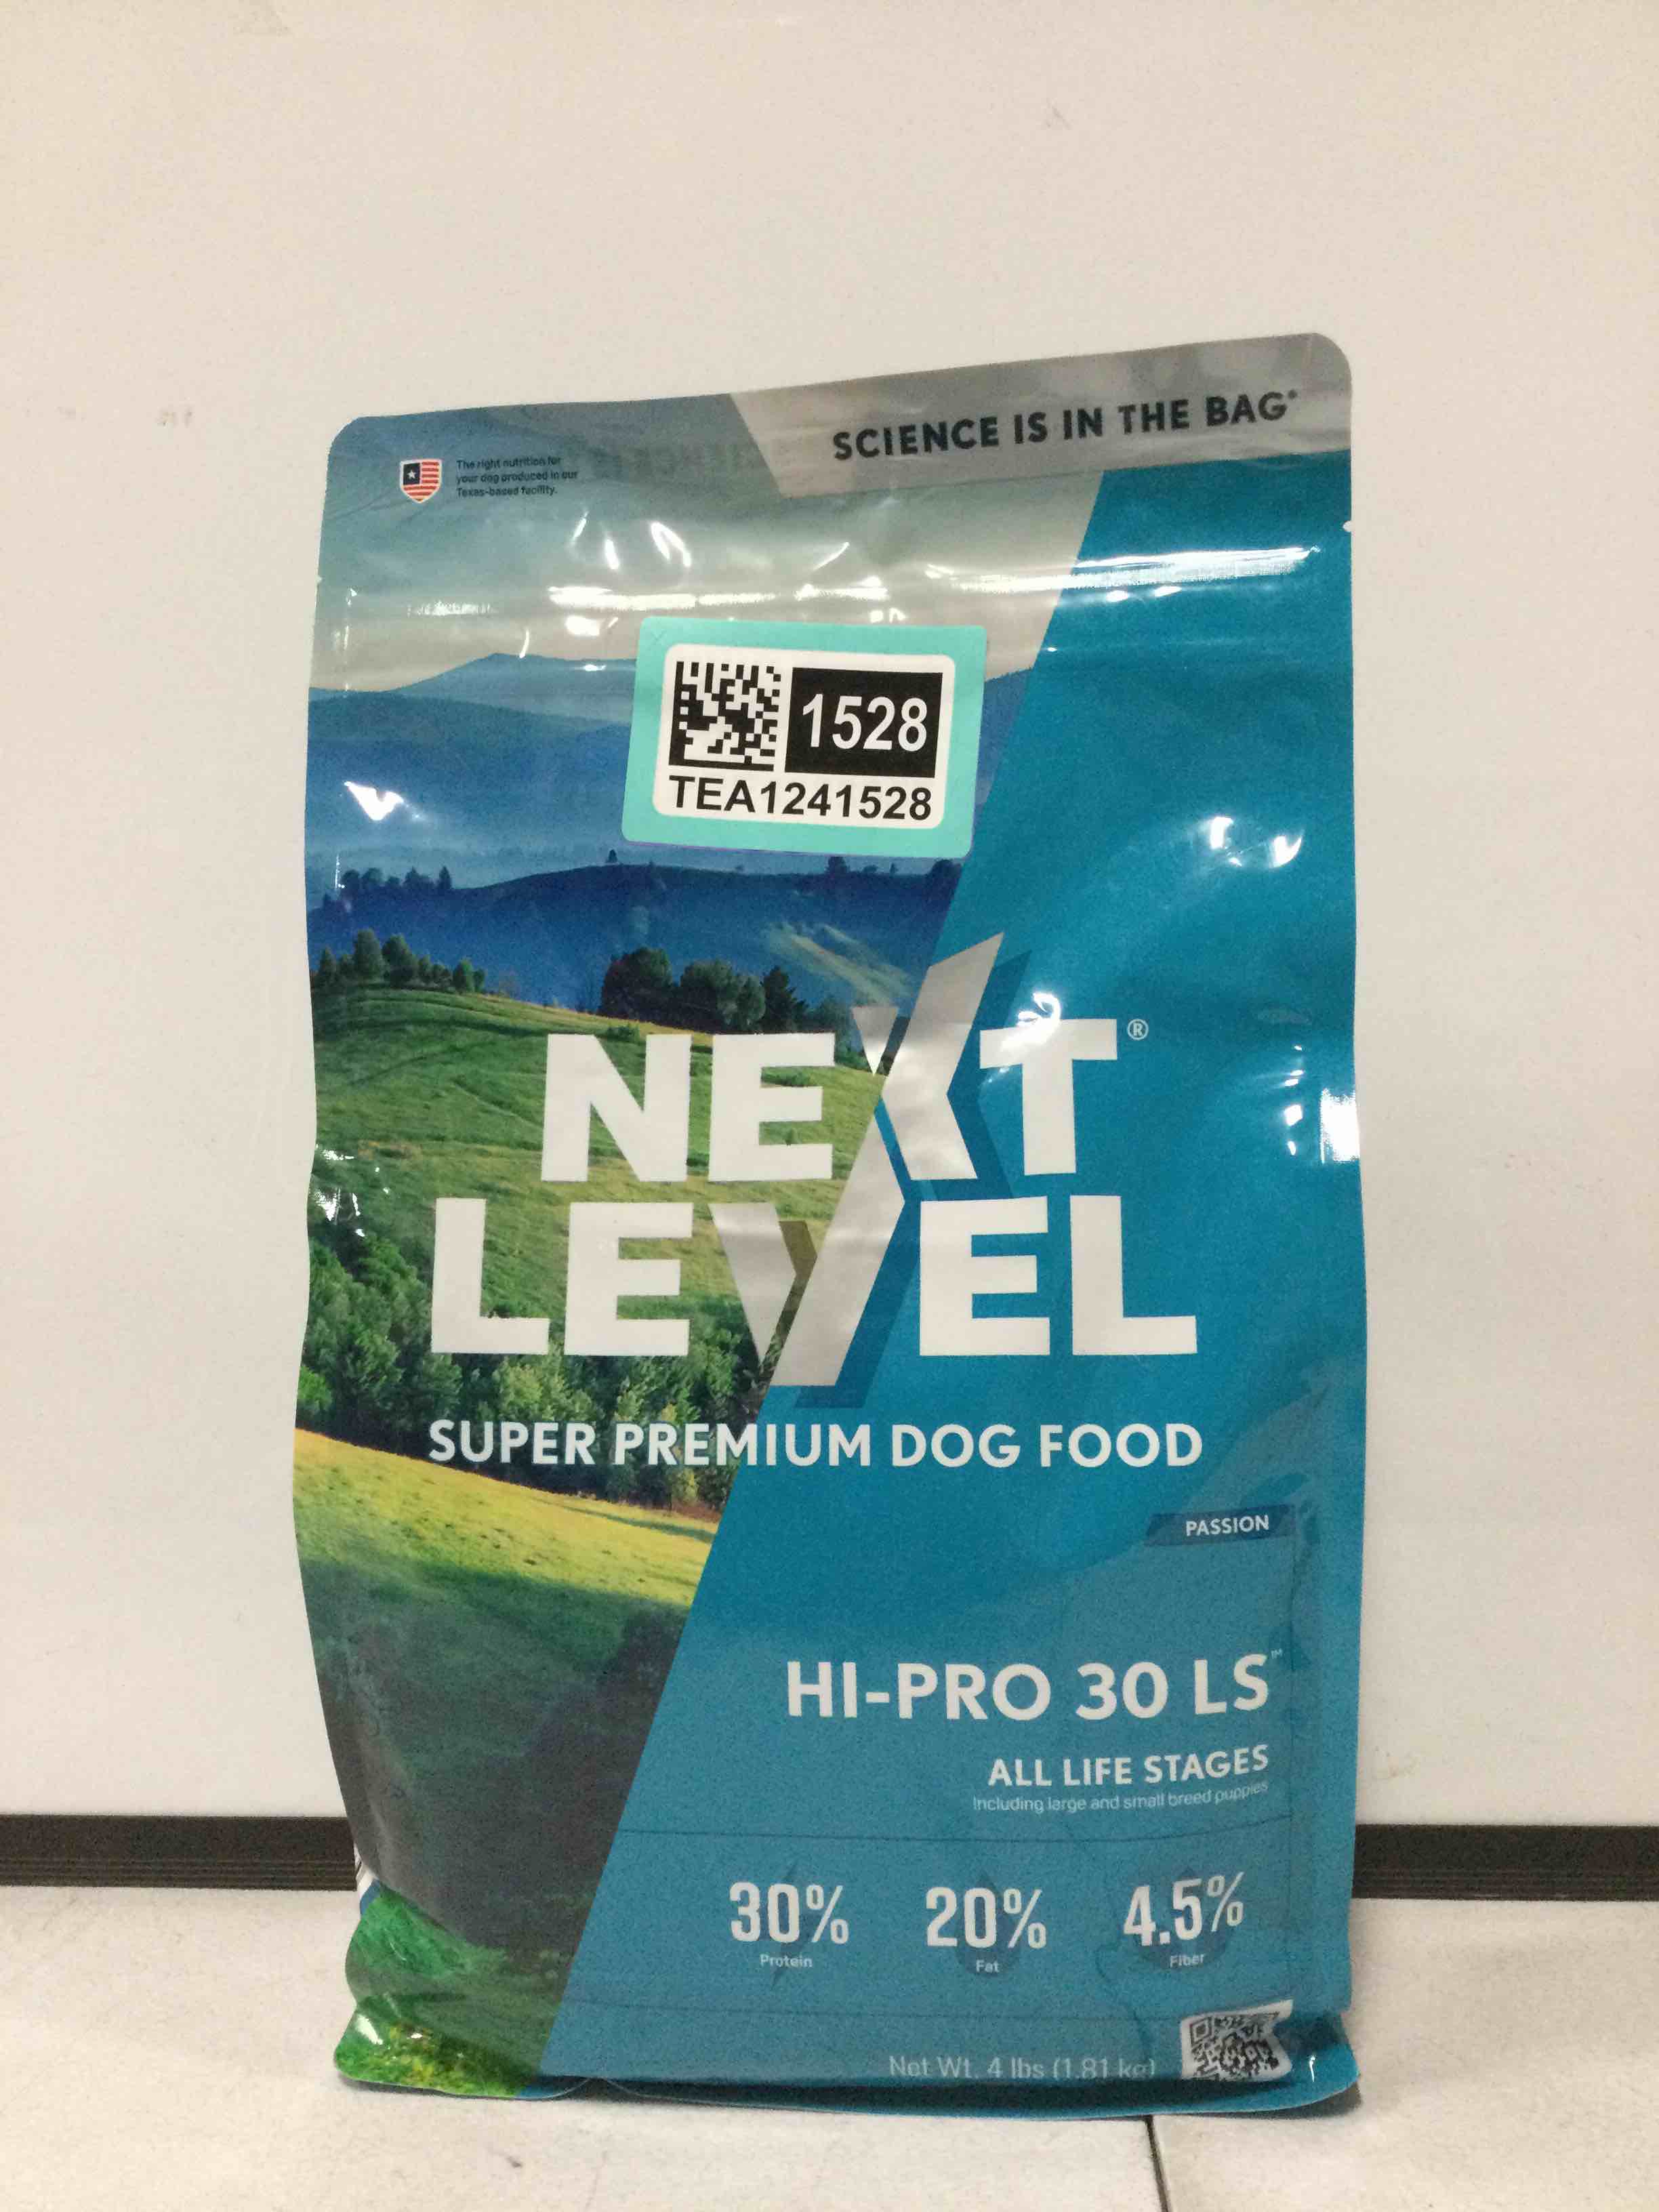 SCIENCE IS IN THE BAG®
The right nutrition for
your dog produced in our
Texas-based facility.
1528
TEA1241528
NEXT®
LEVEL
SUPER PREMIUM DOG FOOD
PASSION
HI-PRO 30 LS™
ALL LIFE STAGES
Including large and small breed puppies
30% 20% 4.5%
Protein Fat Fiber
Net Wt. 4 lbs (1.81 kg)